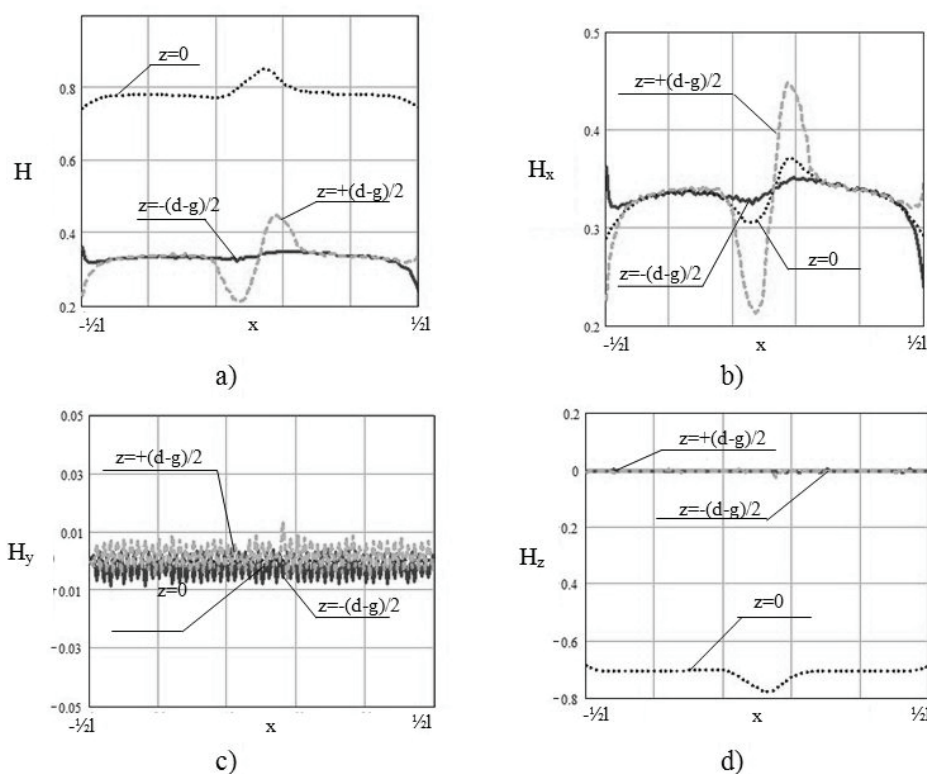 z=0
0.8
0.6
H
z=-(d-g)/2
z=+(d-g)/2
0.4
0.2
-½l
x
½l
a)
0.5
z=+(d-g)/2
0.4
Hx
0.3
z=0
z=-(d-g)/2
0.2
-½l
x
½l
b)
0.05
z=+(d-g)/2
0.03
0.01
Hy
z=0
-0.01
z=-(d-g)/2
-0.03
-0.05
-½l
x
½l
c)
0.2
z=+(d-g)/2
0
z=-(d-g)/2
0.2
Hz
0.4
z=0
-0.6
-0.8
-½l
x
½l
d)